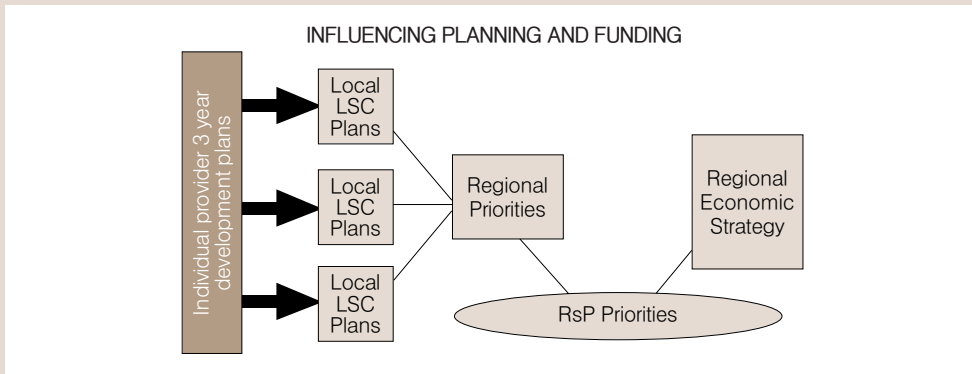 INFLUENCING PLANNING AND FUNDING
Individual provider 3 year
development plans
Local
LSC
Plans
Local
LSC
Plans
Local
LSC
Plans
Regional
Priorities
Regional
Economic
Strategy
RsP Priorities